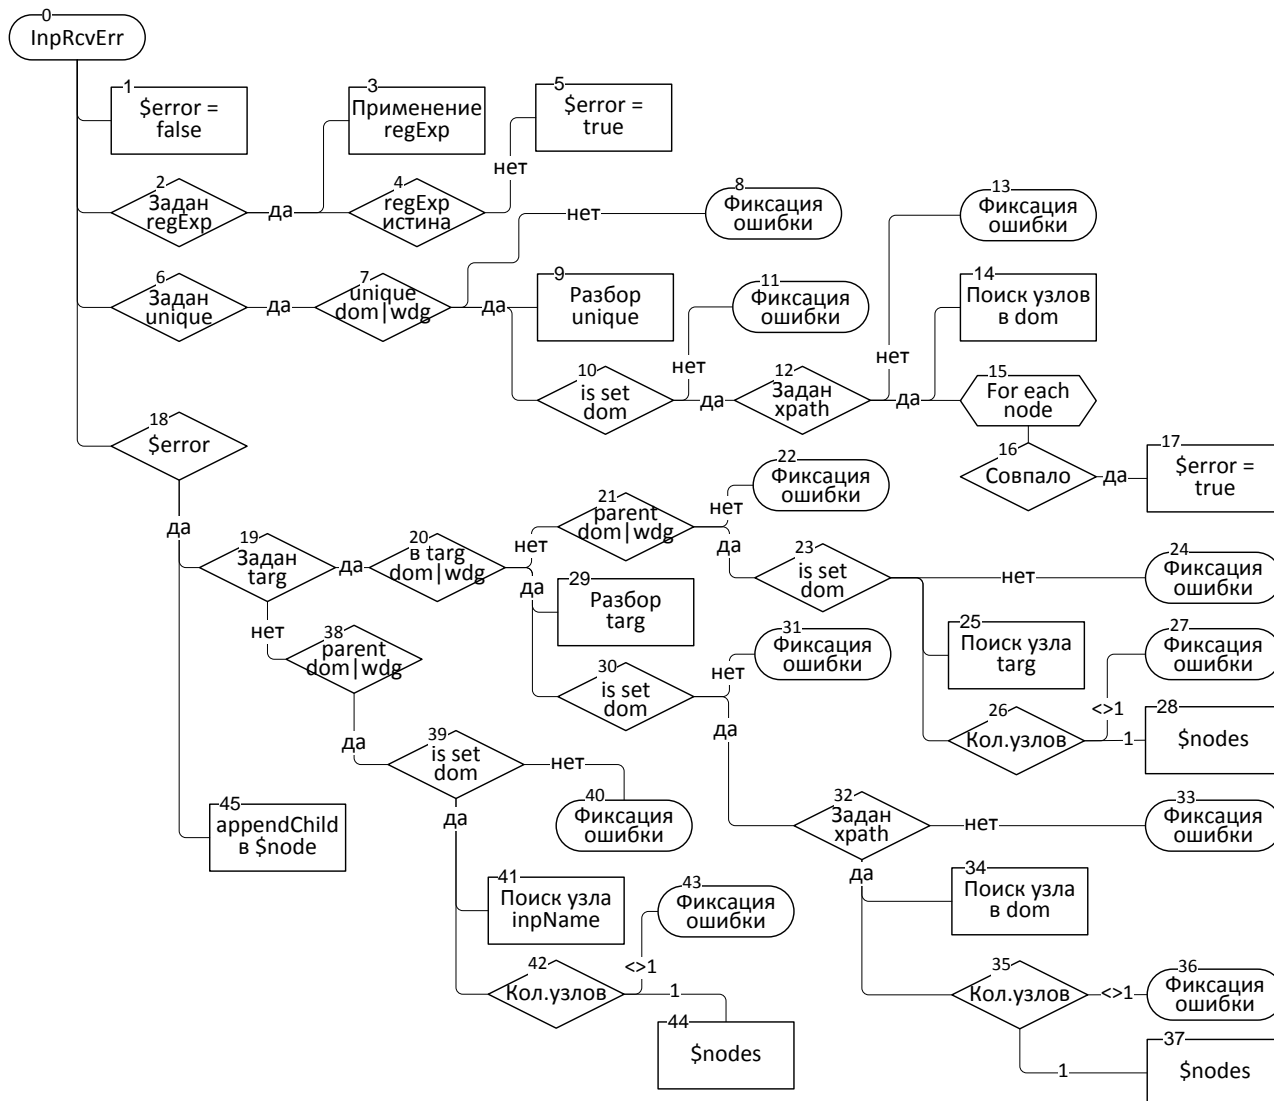 0
InpRcvErr
1
$error =
false
3
Применение
regExp
5
$error =
true
нет
2
Задан
regExp
да
4
regExp
истина
8
Фиксация
ошибки
нет
13
Фиксация
ошибки
6
Задан
unique
да
7
unique
dom|wdg
да
9
Разбор
unique
11
Фиксация
ошибки
нет
14
Поиск узлов
в dom
нет
10
is set
dom
да
12
Задан
xpath
да
15
For each
node
16
Совпало
да
17
$error =
true
18
$error
да
19
Задан
targ
да
20
в targ
dom|wdg
нет
да
21
parent
dom|wdg
нет
да
22
Фиксация
ошибки
23
is set
dom
нет
24
Фиксация
ошибки
29
Разбор
targ
25
Поиск узла
targ
27
Фиксация
ошибки
нет
38
parent
dom|wdg
30
is set
dom
нет
да
31
Фиксация
ошибки
26
Кол.узлов
<>1
1
28
$nodes
да
39
is set
dom
нет
40
Фиксация
ошибки
да
45
appendChild
в $node
32
Задан
xpath
нет
33
Фиксация
ошибки
да
34
Поиск узла
в dom
41
Поиск узла
inpName
43
Фиксация
ошибки
<>1
42
Кол.узлов
1
44
$nodes
35
Кол.узлов
<>1
36
Фиксация
ошибки
1
37
$nodes